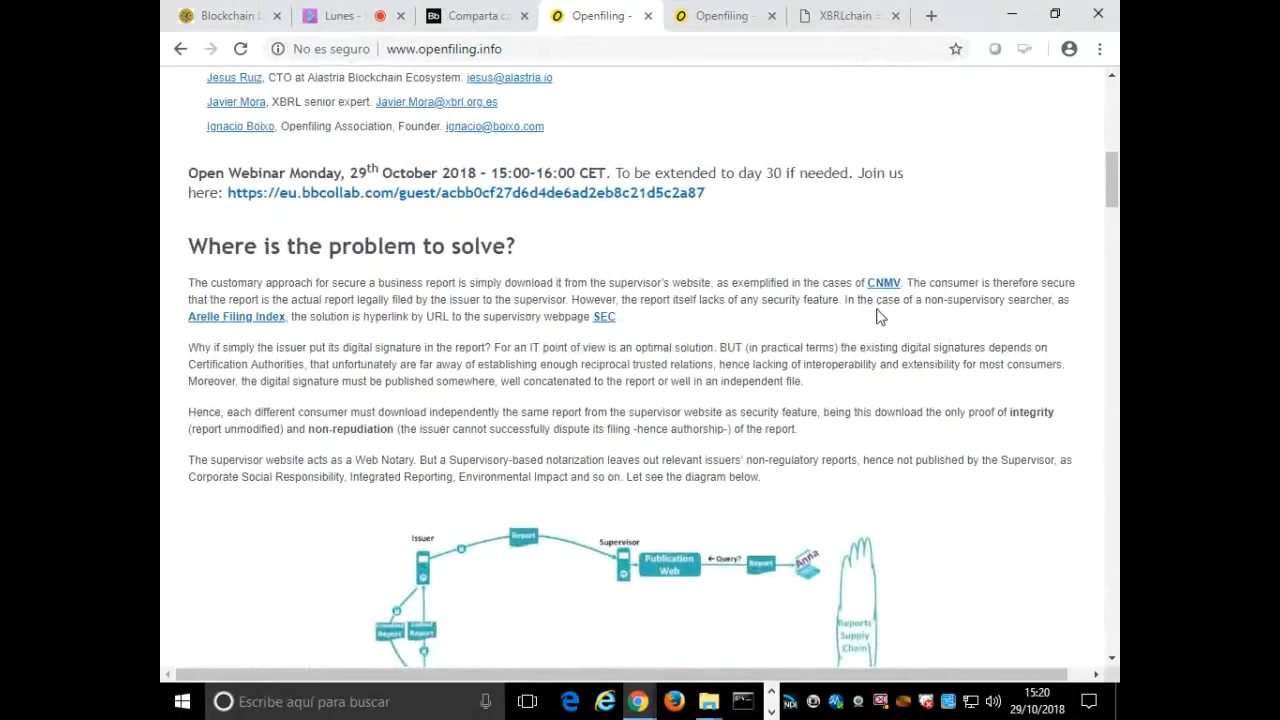 Blockchain
Lunes -
Bb Comparta
Openfiling -
Openfiling
XBRLchain
No es seguro | www.openfiling.info
Jesus Ruiz, CTO at Alastria Blockchain Ecosystem. jesus@alastria.io
Javier Mora, XBRL senior expert. Javier.Mora@xbrl.org.es
Ignacio Boixo, Openfiling Association, Founder. ignacio@boixo.com
Open Webinar Monday, 29th October 2018 - 15:00-16:00 CET. To be extended to day 30 if needed. Join us
here: https://eu.bbcollab.com/guest/acbb0cf27d6d4de6ad2eb8c21d5c2a87
Where is the problem to solve?
The customary approach for secure a business report is simply download it from the supervisor's website, as exemplified in the cases of CNMV. The consumer is therefore secure
that the report is the actual report legally filed by the issuer to the supervisor. However, the report itself lacks of any security feature. In the case of a non-supervisory searcher, as
Arelle Filing Index, the solution is hyperlink by URL to the supervisory webpage SEC .
Why if simply the issuer put its digital signature in the report? For an IT point of view is an optimal solution. BUT (in practical terms) the existing digital signatures depends on
Certification Authorities, that unfortunately are far away of establishing enough reciprocal trusted relations, hence lacking of interoperability and extensibility for most consumers.
Moreover, the digital signature must be published somewhere, well concatenated to the report or well in an independent file.
Hence, each different consumer must download independently the same report from the supervisor website as security feature, being this download the only proof of integrity
(report unmodified) and non-repudiation (the issuer cannot successfully dispute its filing -hence authorship-) of the report.
The supervisor website acts as a Web Notary. But a Supervisory-based notarization leaves out relevant issuers' non-regulatory reports, hence not published by the Supervisor, as
Corporate Social Responsibility, Integrated Reporting, Environmental Impact and so on. Let see the diagram below.
Issuer
Report
Supervisor
Publication
Web
Query?
Report
Anna
Report
Report
Reports
Supply
Chain
Escribe aquí para buscar
NDI
15:20
29/10/2018